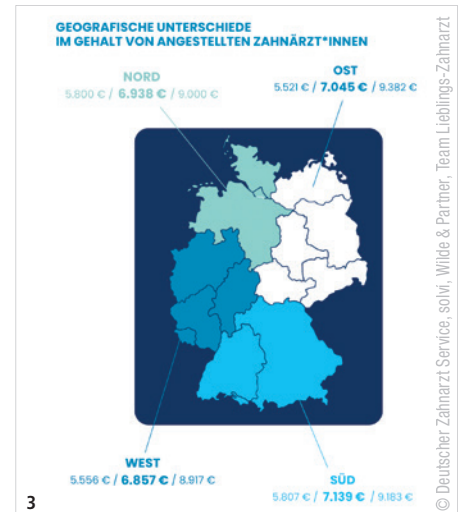 GEOGRAFISCHE UNTERSCHIEDE
IM GEHALT VON ANGESTELLTEN ZAHNÄRZT*INNEN
NORD
5.800 € / 6.938 € / 9.000 €
OST
5.521 € / 7.045 € / 9.382 €
WEST
5.556 € / 6.857 € / 8.917 €
SÜD
5.807 € / 7.139 € / 9.183 €
3
© Deutscher Zahnarzt Service, solvi, Wilde & Partner, Team Lieblings-Zahnarzt